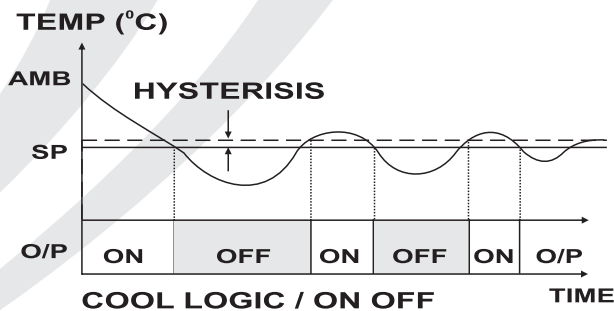 TEMP (°C)
AMB
HYSTERISIS
SP
O/P ON OFF ON OFF ON O/P
COOL LOGIC / ON OFF TIME